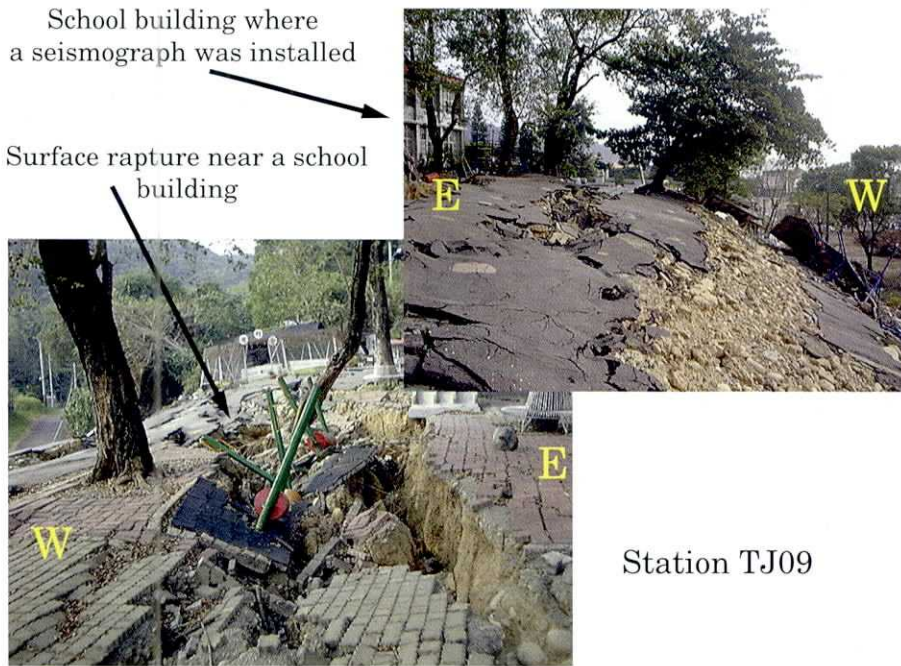 School building where
a seismograph was installed
Surface rapture near a school
building
E
W
W
E
Station TJ09